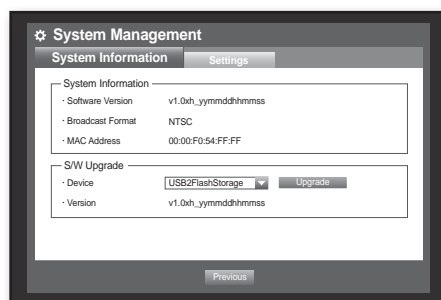 System Management
System Information Settings
System Information
· Software Version v1.0xh_yymmddhhmmss
· Broadcast Format NTSC
· MAC Address 00:00:F0:54:FF:FF
S/W Upgrade
· Device USB2FlashStorage Upgrade
· Version v1.0xh_yymmddhhmmss
Previous